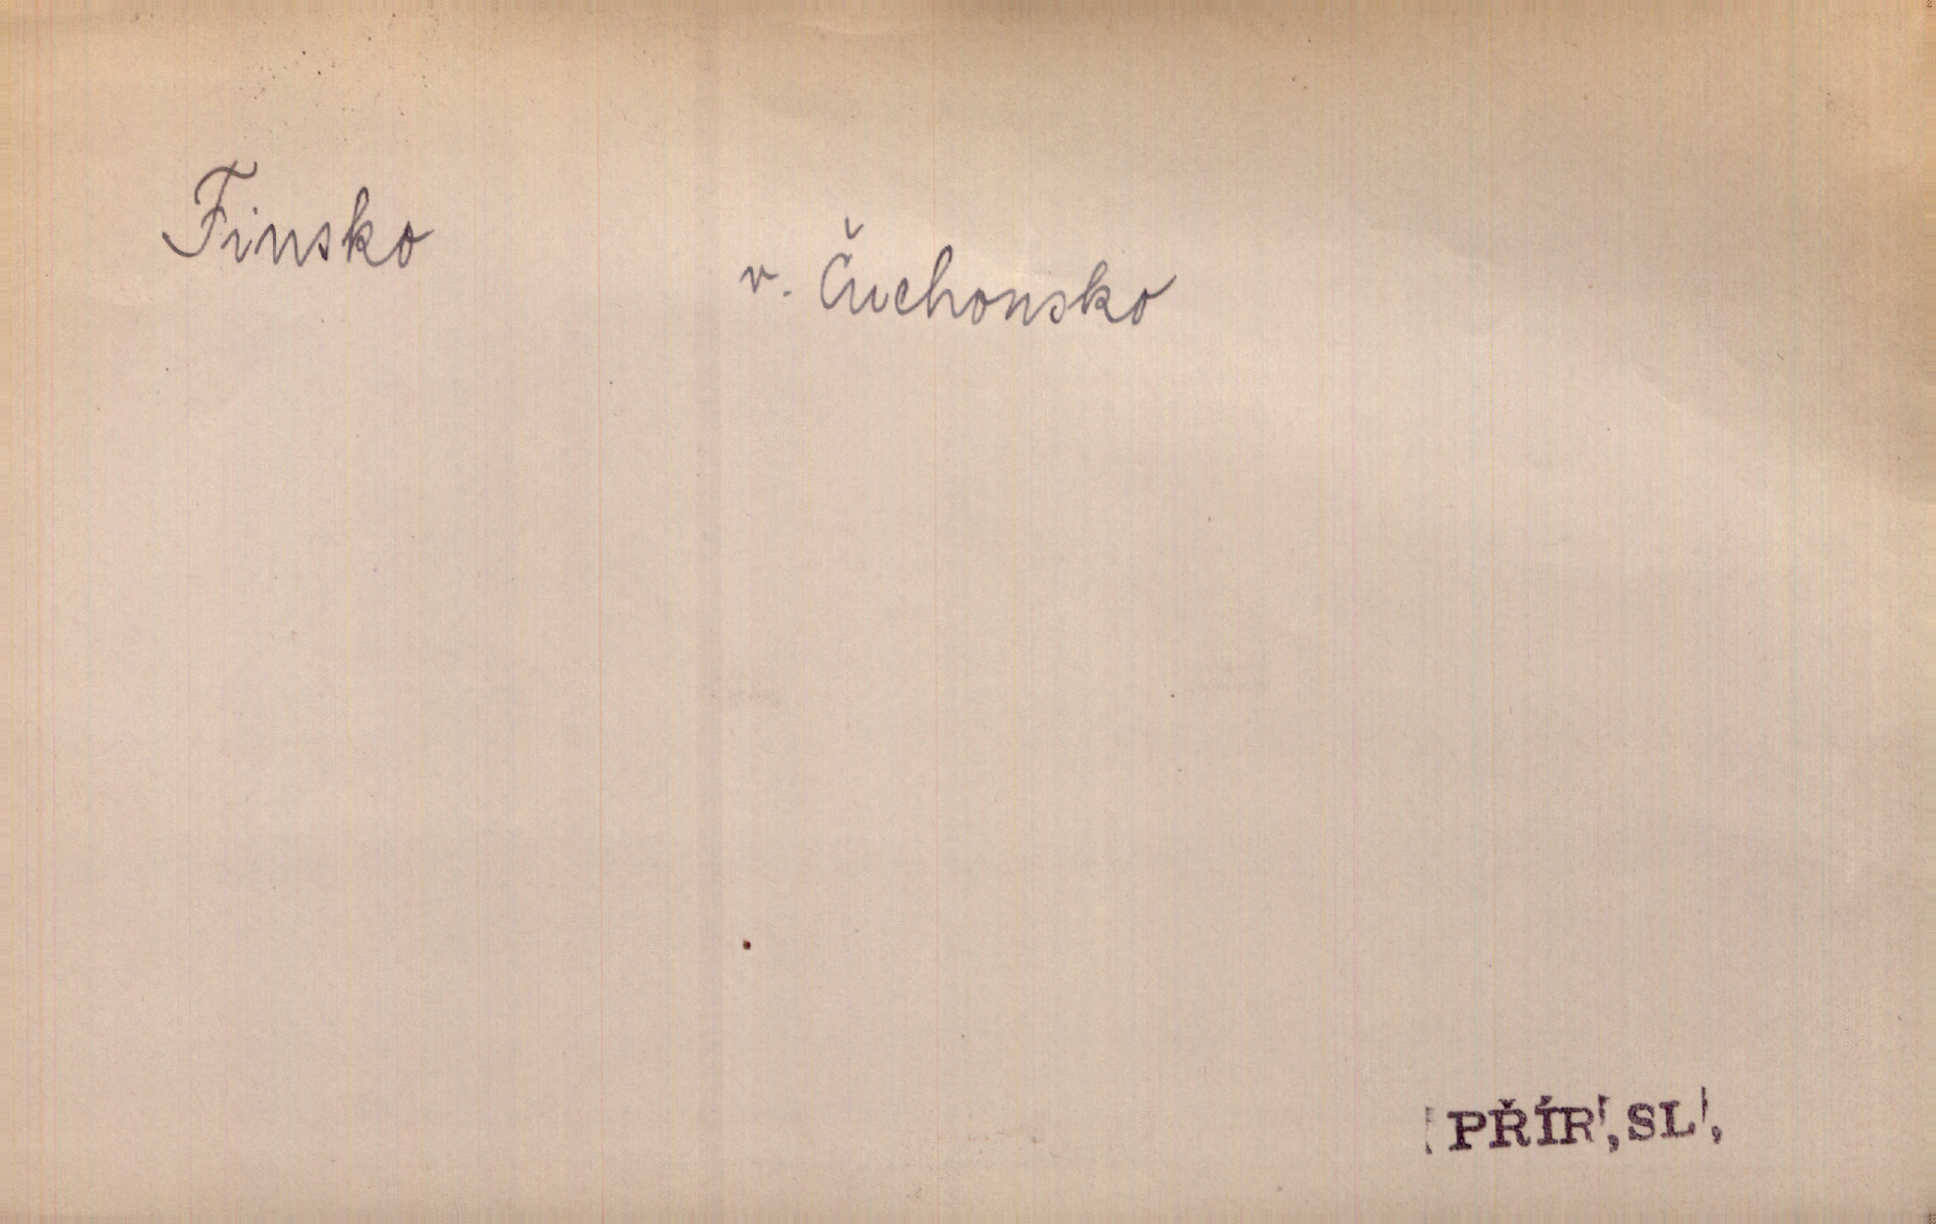 Finsko
v. Čuchonsko
PŘÍR, SL,